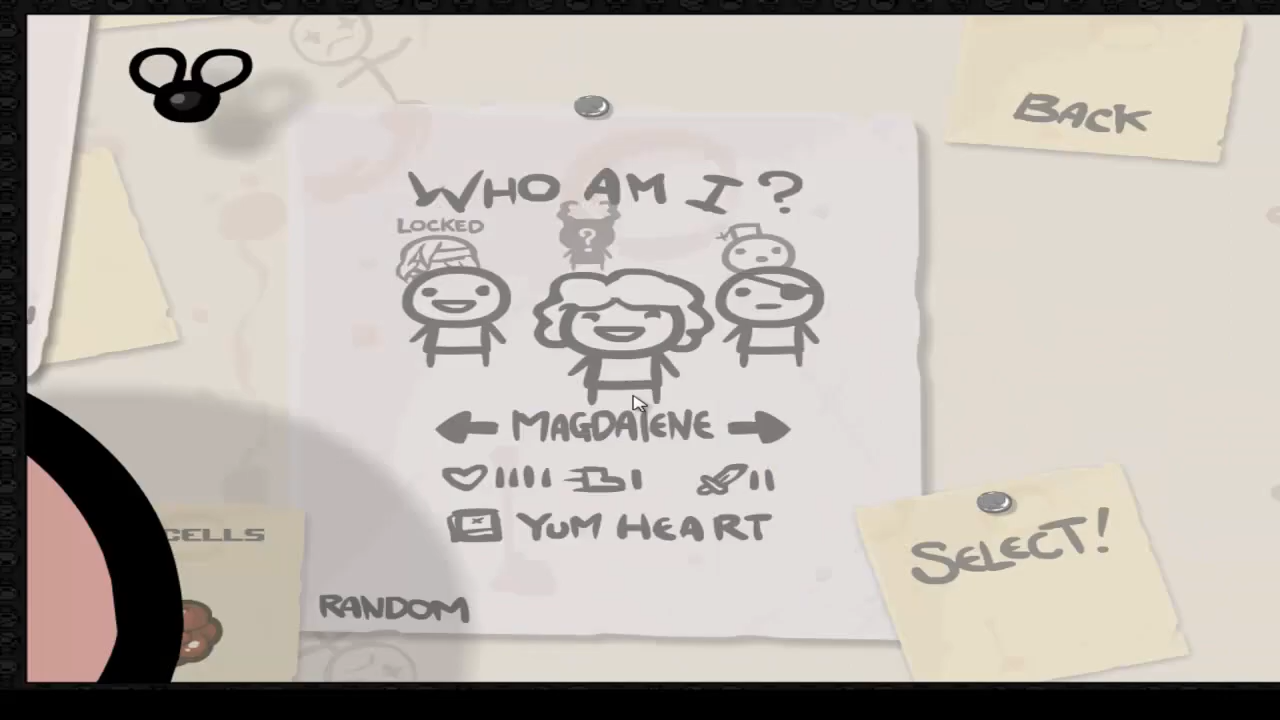 BACK
WHO AM I?
LOCKED
?
MAGDALENE
YUM HEART
SELECT!
CELLS
RANDOM